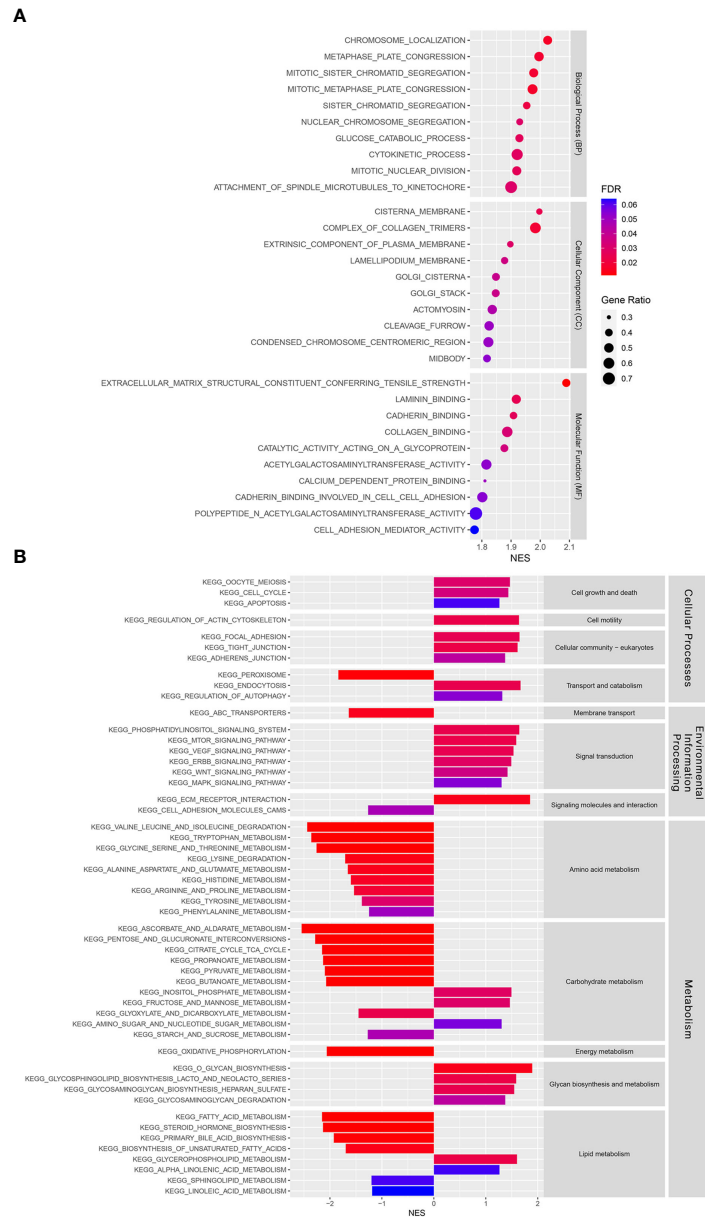 A
CHROMOSOME_LOCALIZATION
METAPHASE_PLATE_CONGRESSION
MITOTIC_SISTER_CHROMATID_SEGREGATION
MITOTIC_METAPHASE_PLATE_CONGRESSION
SISTER_CHROMATID_SEGREGATION
NUCLEAR_CHROMOSOME_SEGREGATION
GLUCOSE_CATABOLIC_PROCESS
CYTOKINETIC_PROCESS
MITOTIC_NUCLEAR_DIVISION
ATTACHMENT_OF_SPINDLE_MICROTUBULES_TO_KINETOCHORE
Biological Process (BP)
CISTERNA_MEMBRANE
COMPLEX_OF_COLLAGEN_TRIMERS
EXTRINSIC_COMPONENT_OF_PLASMA_MEMBRANE
LAMELLIPODIUM_MEMBRANE
GOLGI_CISTERNA
GOLGI_STACK
ACTOMYOSIN
CLEAVAGE_FURROW
CONDENSED_CHROMOSOME_CENTROMERIC_REGION
MIDBODY
Cellular Component (CC)
EXTRACELLULAR_MATRIX_STRUCTURAL_CONSTITUENT_CONFERRING_TENSILE_STRENGTH
LAMININ_BINDING
CADHERIN_BINDING
COLLAGEN_BINDING
CATALYTIC_ACTIVITY_ACTING_ON_A_GLYCOPROTEIN
ACETYLGALACTOSAMINYLTRANSFERASE_ACTIVITY
CALCIUM_DEPENDENT_PROTEIN_BINDING
CADHERIN_BINDING_INVOLVED_IN_CELL_CELL_ADHESION
POLYPEPTIDE_N_ACETYLGALACTOSAMINYLTRANSFERASE_ACTIVITY
CELL_ADHESION_MEDIATOR_ACTIVITY
Molecular Function (MF)
1.8 1.9 2.0 2.1
NES
FDR
0.06
0.05
0.04
0.03
0.02
Gene Ratio
0.3
0.4
0.5
0.6
0.7
B
KEGG_OOCYTE_MEIOSIS
KEGG_CELL_CYCLE
KEGG_APOPTOSIS
Cell growth and death
KEGG_REGULATION_OF_ACTIN_CYTOSKELETON
Cell motility
KEGG_FOCAL_ADHESION
KEGG_TIGHT_JUNCTION
KEGG_ADHERENS_JUNCTION
Cellular community − eukaryotes
KEGG_PEROXISOME
KEGG_ENDOCYTOSIS
KEGG_REGULATION_OF_AUTOPHAGY
Transport and catabolism
Cellular Processes
KEGG_ABC_TRANSPORTERS
Membrane transport
KEGG_PHOSPHATIDYLINOSITOL_SIGNALING_SYSTEM
KEGG_MTOR_SIGNALING_PATHWAY
KEGG_VEGF_SIGNALING_PATHWAY
KEGG_ERBB_SIGNALING_PATHWAY
KEGG_WNT_SIGNALING_PATHWAY
KEGG_MAPK_SIGNALING_PATHWAY
Signal transduction
KEGG_ECM_RECEPTOR_INTERACTION
KEGG_CELL_ADHESION_MOLECULES_CAMS
Signaling molecules and interaction
Environmental
Information
Processing
KEGG_VALINE_LEUCINE_AND_ISOLEUCINE_DEGRADATION
KEGG_TRYPTOPHAN_METABOLISM
KEGG_GLYCINE_SERINE_AND_THREONINE_METABOLISM
KEGG_LYSINE_DEGRADATION
KEGG_ALANINE_ASPARTATE_AND_GLUTAMATE_METABOLISM
KEGG_HISTIDINE_METABOLISM
KEGG_ARGININE_AND_PROLINE_METABOLISM
KEGG_TYROSINE_METABOLISM
KEGG_PHENYLALANINE_METABOLISM
Amino acid metabolism
KEGG_ASCORBATE_AND_ALDARATE_METABOLISM
KEGG_PENTOSE_AND_GLUCURONATE_INTERCONVERSIONS
KEGG_CITRATE_CYCLE_TCA_CYCLE
KEGG_PROPANOATE_METABOLISM
KEGG_PYRUVATE_METABOLISM
KEGG_BUTANOATE_METABOLISM
KEGG_INOSITOL_PHOSPHATE_METABOLISM
KEGG_FRUCTOSE_AND_MANNOSE_METABOLISM
KEGG_GLYOXYLATE_AND_DICARBOXYLATE_METABOLISM
KEGG_AMINO_SUGAR_AND_NUCLEOTIDE_SUGAR_METABOLISM
KEGG_STARCH_AND_SUCROSE_METABOLISM
Carbohydrate metabolism
KEGG_OXIDATIVE_PHOSPHORYLATION
Energy metabolism
KEGG_O_GLYCAN_BIOSYNTHESIS
KEGG_GLYCOSPHINGOLIPID_BIOSYNTHESIS_LACTO_AND_NEOLACTO_SERIES
KEGG_GLYCOSAMINOGLYCAN_BIOSYNTHESIS_HEPARAN_SULFATE
KEGG_GLYCOSAMINOGLYCAN_DEGRADATION
Glycan biosynthesis and metabolism
KEGG_FATTY_ACID_METABOLISM
KEGG_STEROID_HORMONE_BIOSYNTHESIS
KEGG_PRIMARY_BILE_ACID_BIOSYNTHESIS
KEGG_BIOSYNTHESIS_OF_UNSATURATED_FATTY_ACIDS
KEGG_GLYCEROPHOSPHOLIPID_METABOLISM
KEGG_ALPHA_LINOLENIC_ACID_METABOLISM
KEGG_SPHINGOLIPID_METABOLISM
KEGG_LINOLEIC_ACID_METABOLISM
Lipid metabolism
Metabolism
−2 −1 0 1 2
NES